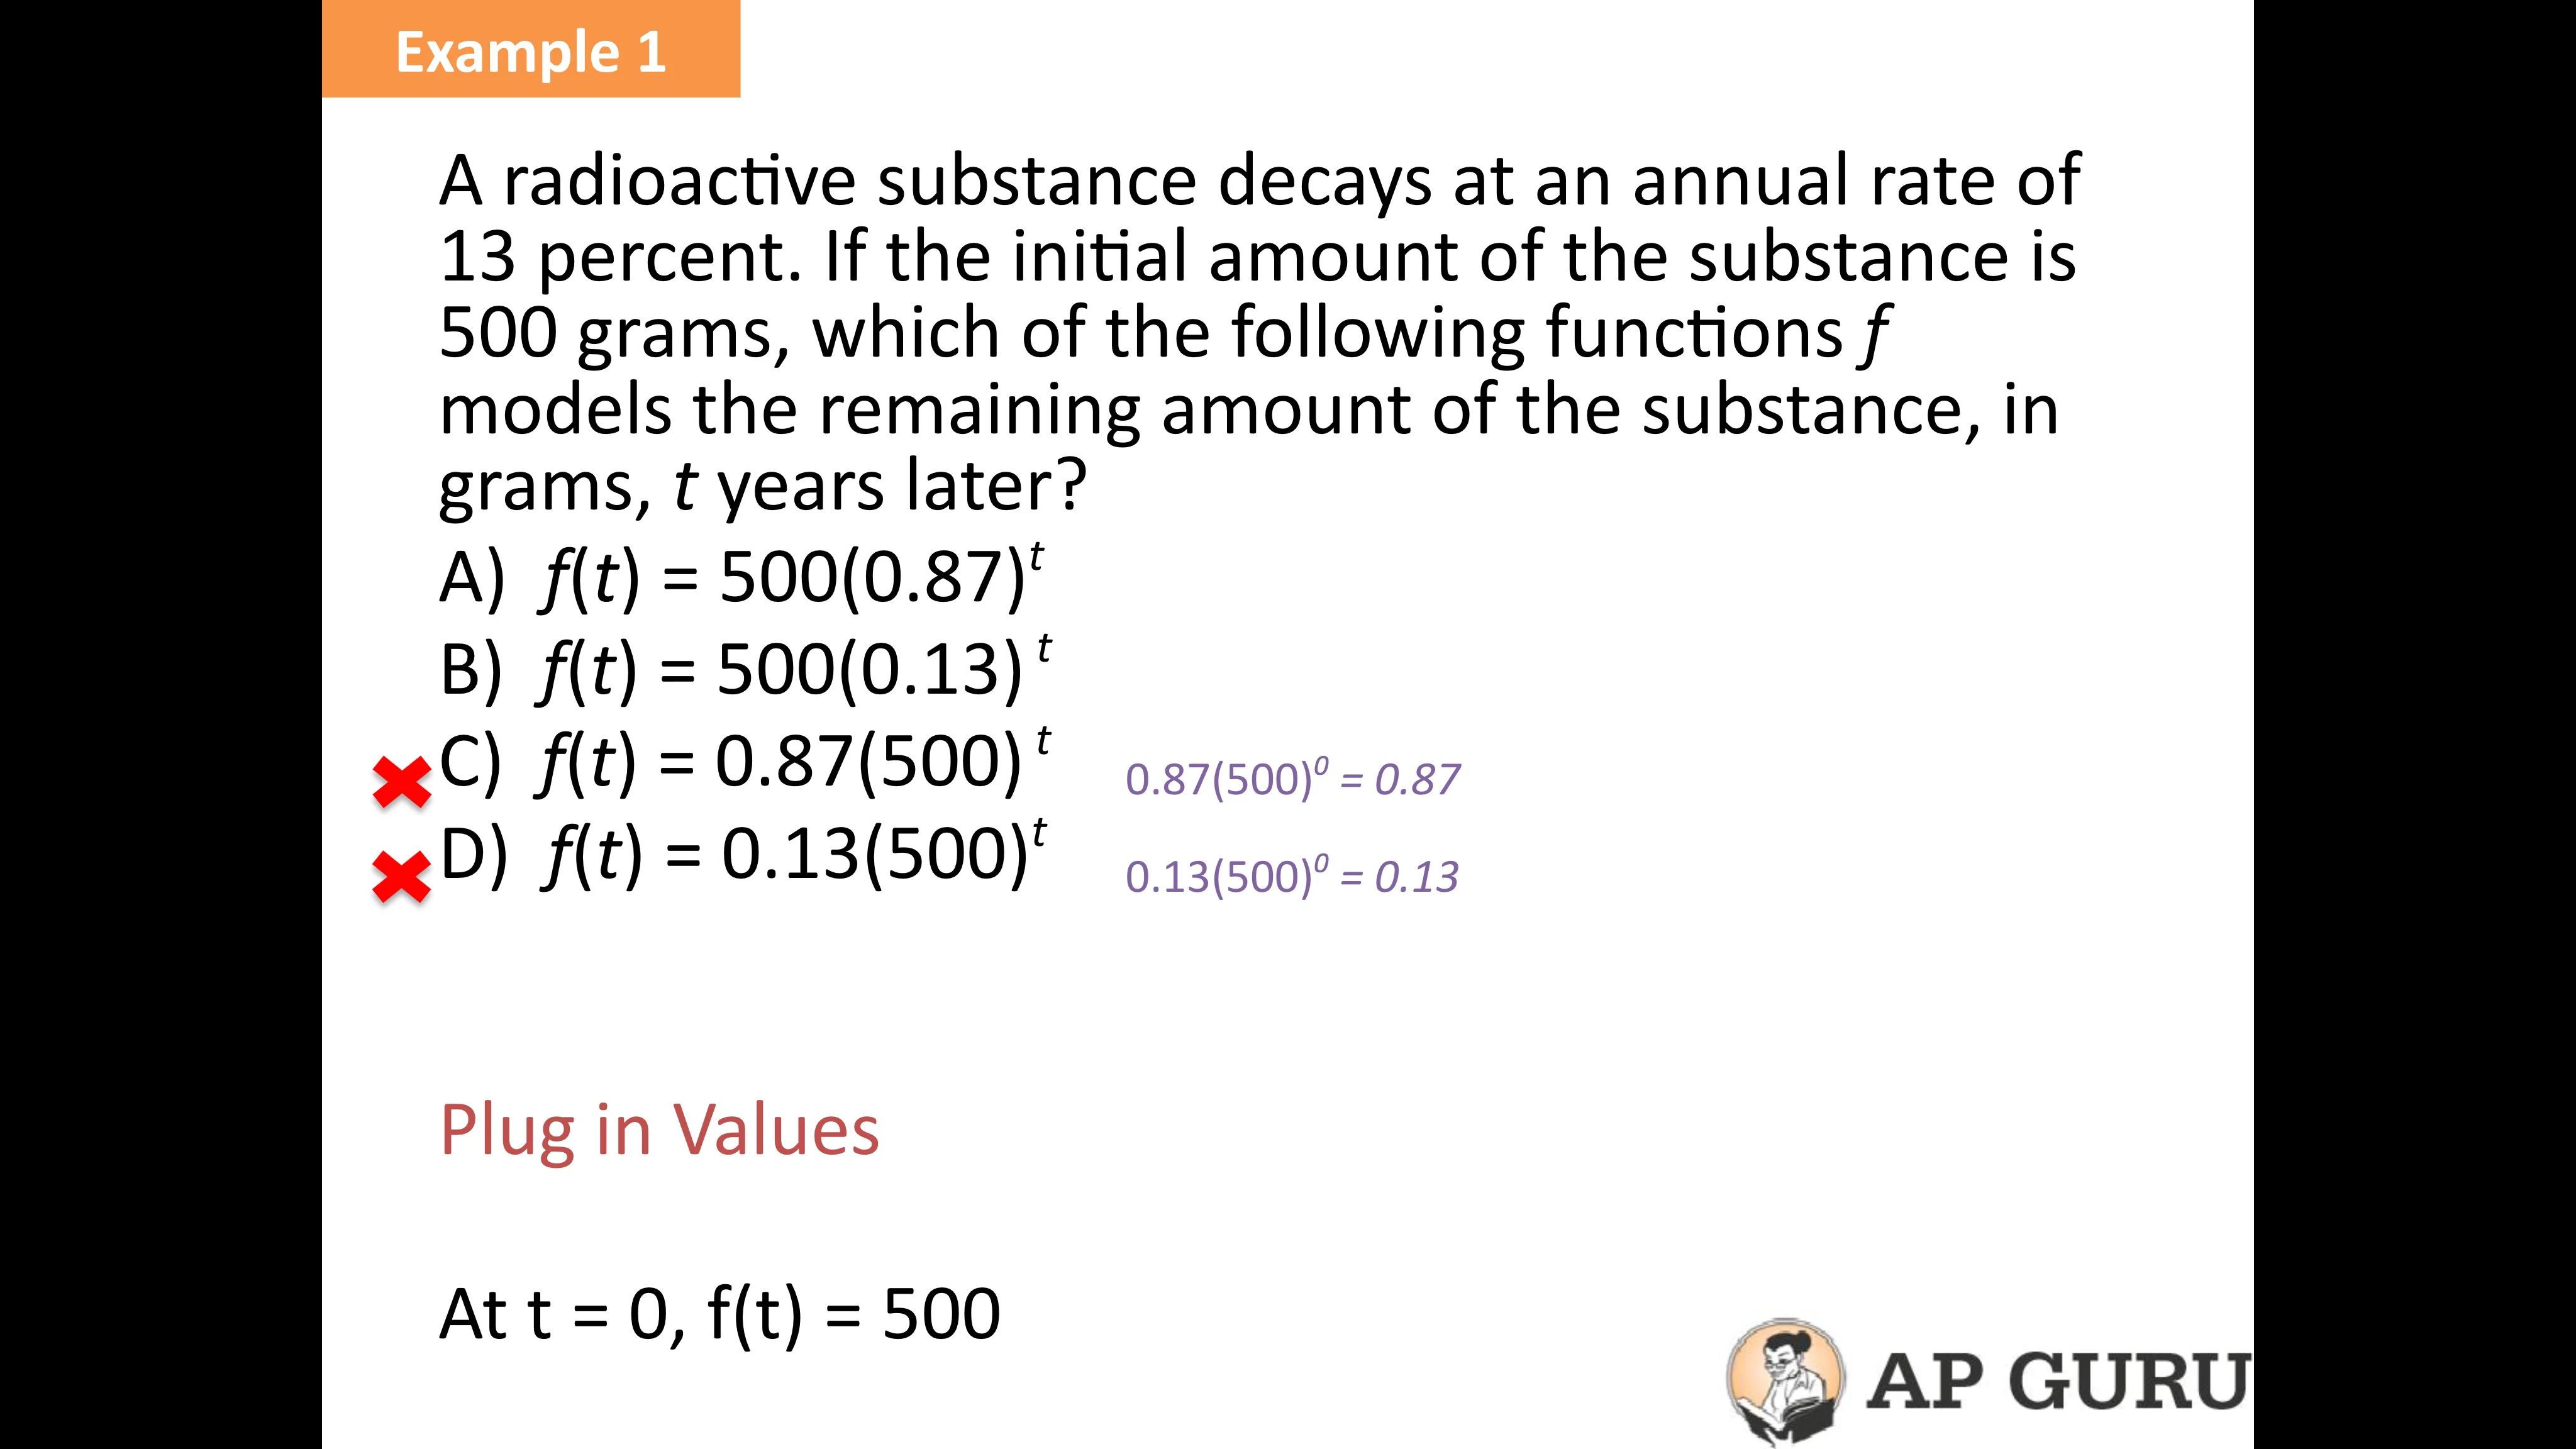 Example 1
A radioactive substance decays at an annual rate of
13 percent. If the initial amount of the substance is
500 grams, which of the following functions f
models the remaining amount of the substance, in
grams, t years later?
A) f(t) = 500(0.87)^t
B) f(t) = 500(0.13)^t
C) f(t) = 0.87(500)^t
0.87(500)^0 = 0.87
D) f(t) = 0.13(500)^t
0.13(500)^0 = 0.13
Plug in Values
At t = 0, f(t) = 500
AP GURU